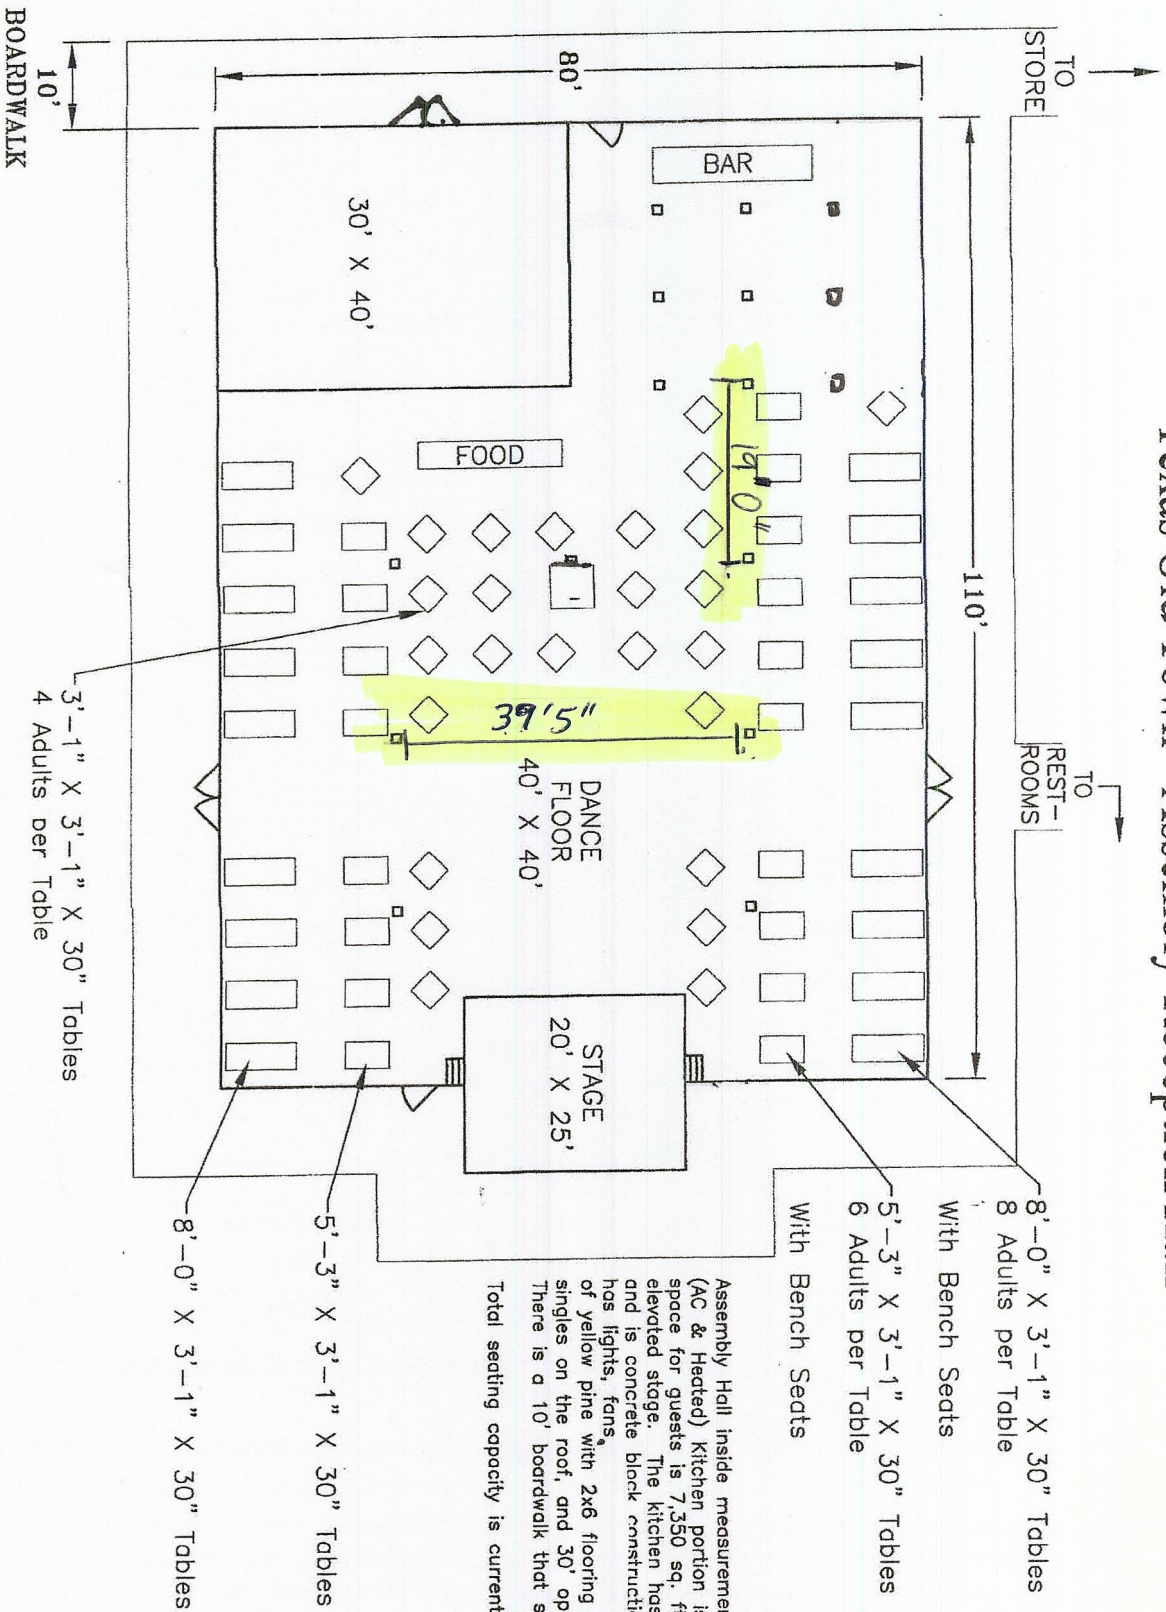 TO
STORE
TO
REST-
ROOMS
BOARDWALK
10'
80'
110'
BAR
30' X 40'
FOOD
19'0"
39'5"
DANCE
FLOOR
40' X 40'
STAGE
20' X 25'
8'-0" X 3'-1" X 30" Tables
8 Adults per Table
With Bench Seats
5'-3" X 3'-1" X 30" Tables
6 Adults per Table
With Bench Seats
3'-1" X 3'-1" X 30" Tables
4 Adults per Table
5'-3" X 3'-1" X 30" Tables
8'-0" X 3'-1" X 30" Tables
Assembly Hall inside
(AC & Heated) Kitchen portion
space for guests is 7,350 sq.
elevated stage. The kitchen has
and is concrete block
has lights, fans,
of yellow pine with 2x6 flooring
singles on the roof, and 30'
There is a 10' boardwalk that
Total seating capacity is